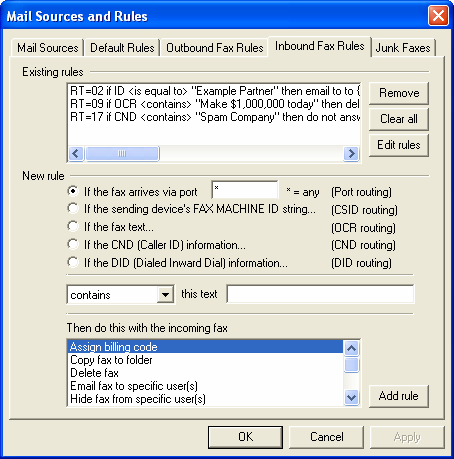 Mail Sources and Rules
Mail Sources Default Rules Outbound Fax Rules Inbound Fax Rules Junk Faxes
Existing rules
RT=02 if ID <is equal to> "Example Partner" then email to to {
RT=09 if OCR <contains> "Make $1,000,000 today" then del
RT=17 if CND <contains> "Spam Company" then do not answ
Remove
Clear all
Edit rules
New rule
If the fax arrives via port * * = any (Port routing)
If the sending device's FAX MACHINE ID string... (CSID routing)
If the fax text... (OCR routing)
If the CND (Caller ID) information... (CND routing)
If the DID (Dialed Inward Dial) information... (DID routing)
contains this text
Then do this with the incoming fax
Assign billing code
Copy fax to folder
Delete fax
Email fax to specific user(s)
Hide fax from specific user(s)
Add rule
OK Cancel Apply